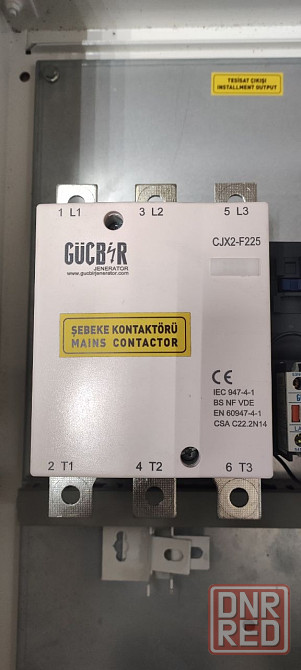 TESİSAT ÇIKIŞI
INSTALLMENT OUTPUT
1 L1 3 L2 5 L3
GÜCBİR
JENERATOR
www.gucbirjenerator.com
CJX2-F225
ŞEBEKE KONTAKTÖRÜ
MAINS CONTACTOR
CE
IEC 947-4-1
BS NF VDE
EN 60947-4-1
CSA C22.2N14
2 T1 4 T2 6 T3
DNR
RED